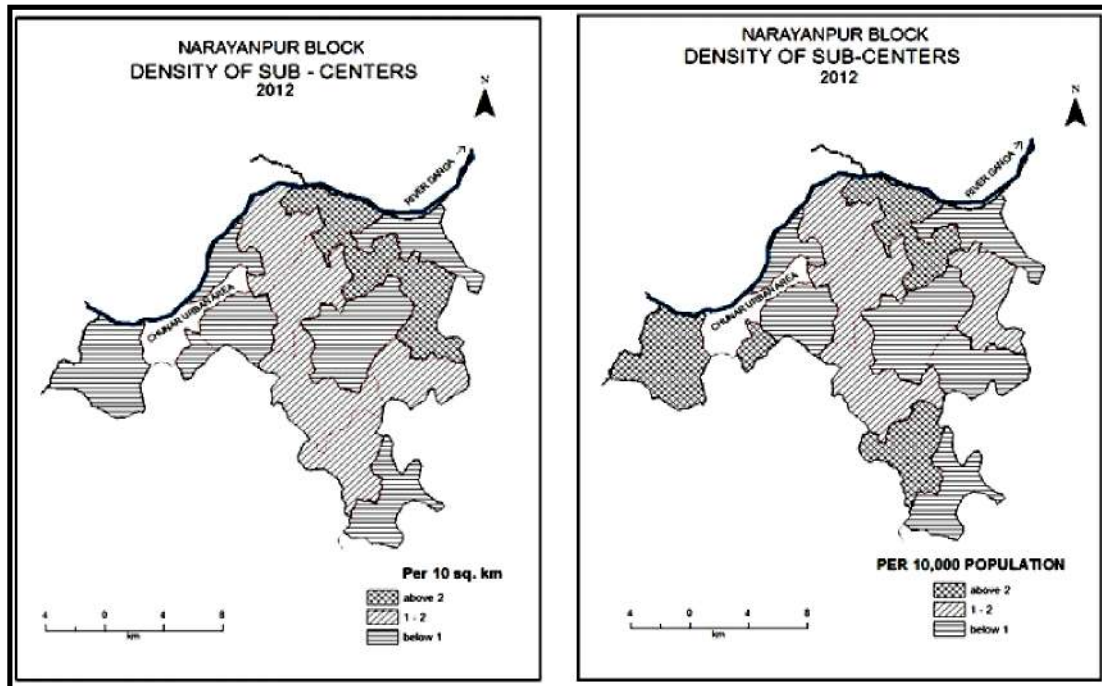 NARAYANPUR BLOCK
DENSITY OF SUB - CENTERS
2012
N
RIVER GANGA
CHUNAR URBAN AREA
Per 10 sq. km
above 2
1 - 2
below 1
4 0 4 8
km
NARAYANPUR BLOCK
DENSITY OF SUB-CENTERS
2012
N
RIVER GANGA
CHUNAR URBAN AREA
PER 10,000 POPULATION
above 2
1 - 2
below 1
4 0 4 8
km